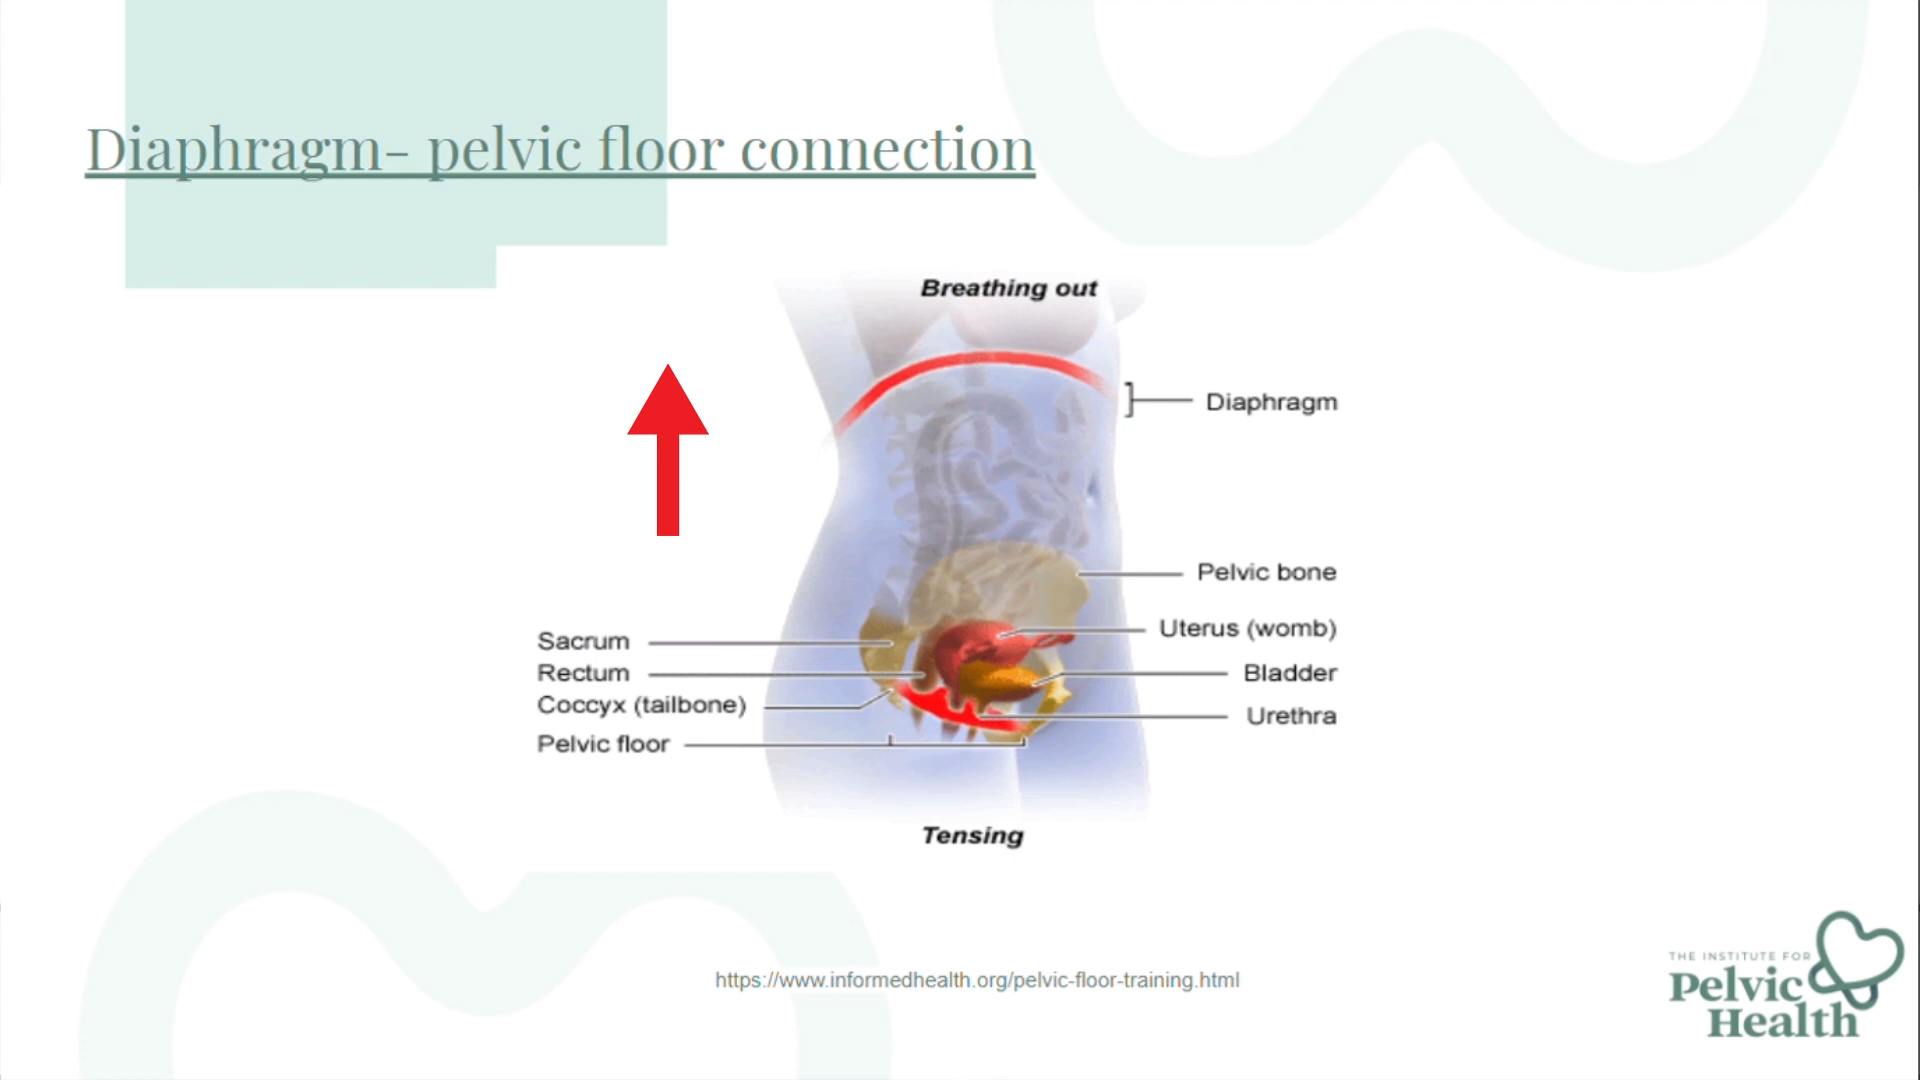 Diaphragm- pelvic floor connection
Breathing out
Diaphragm
Pelvic bone
Uterus (womb)
Bladder
Urethra
Sacrum
Rectum
Coccyx (tailbone)
Pelvic floor
Tensing
https://www.informedhealth.org/pelvic-floor-training.html
THE INSTITUTE FOR
Pelvic
Health